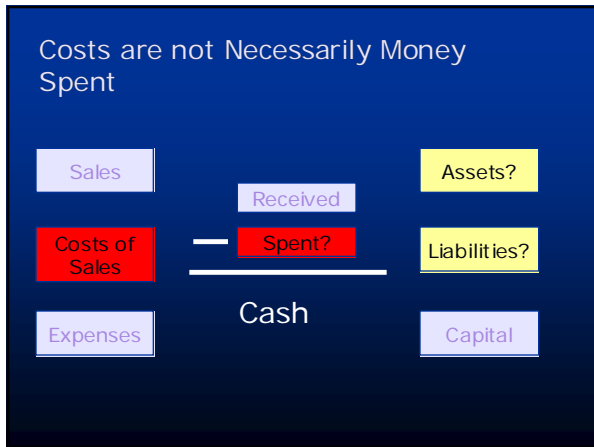 Costs are not Necessarily Money
Spent
Sales
Costs of
Sales
Expenses
Received
— Spent?
Cash
Assets?
Liabilities?
Capital